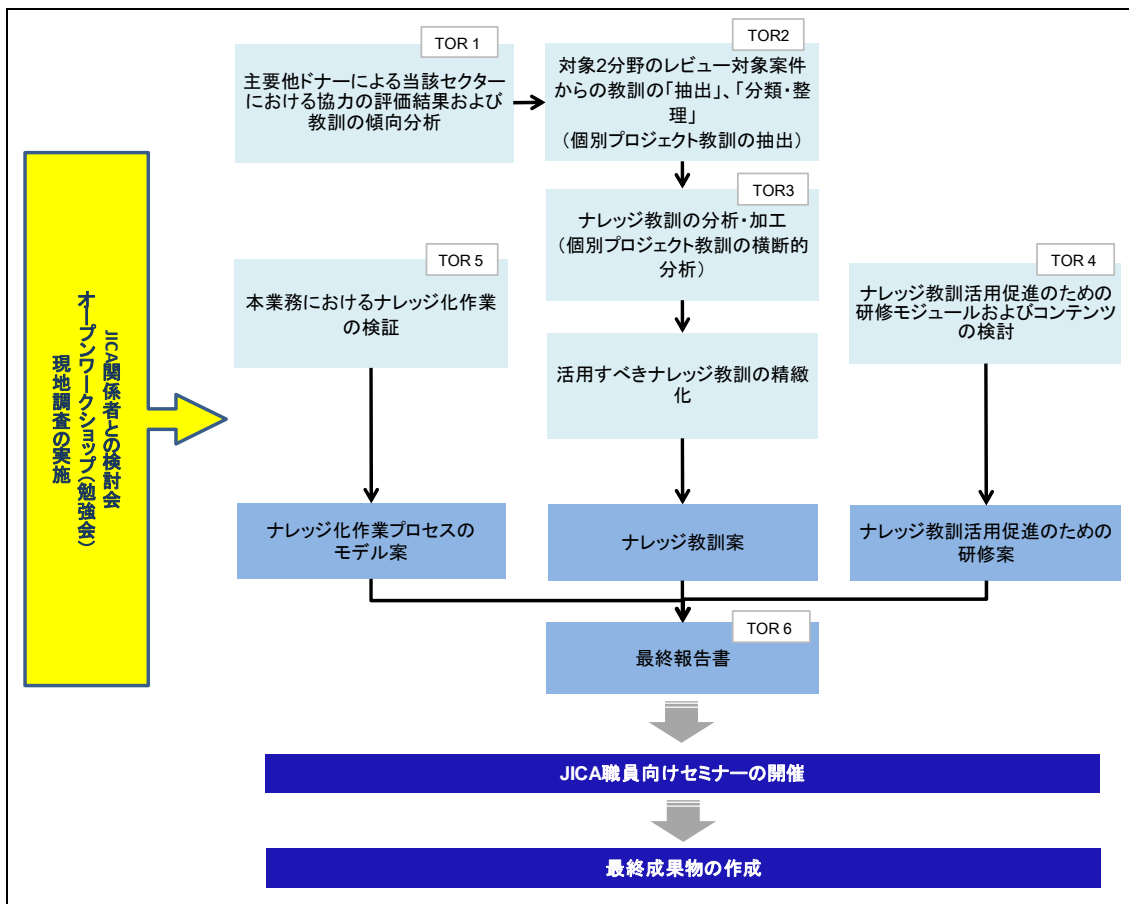 TOR 1
主要他ドナーによる当該セクター
における協力の評価結果および
教訓の傾向分析
TOR2
対象2分野のレビュー対象案件
からの教訓の「抽出」、「分類・整
理」
(個別プロジェクト教訓の抽出)
TOR3
ナレッジ教訓の分析・加工
(個別プロジェクト教訓の横断的
分析)
TOR 5
本業務におけるナレッジ化作業
の検証
TOR 4
ナレッジ教訓活用促進のための
研修モジュールおよびコンテンツ
の検討
活用すべきナレッジ教訓の精緻
化
JICA関係者との検討会
オープンワークショップ(勉強会)
現地調査の実施
ナレッジ化作業プロセスの
モデル案
ナレッジ教訓案
ナレッジ教訓活用促進のための
研修案
TOR 6
最終報告書
JICA職員向けセミナーの開催
最終成果物の作成